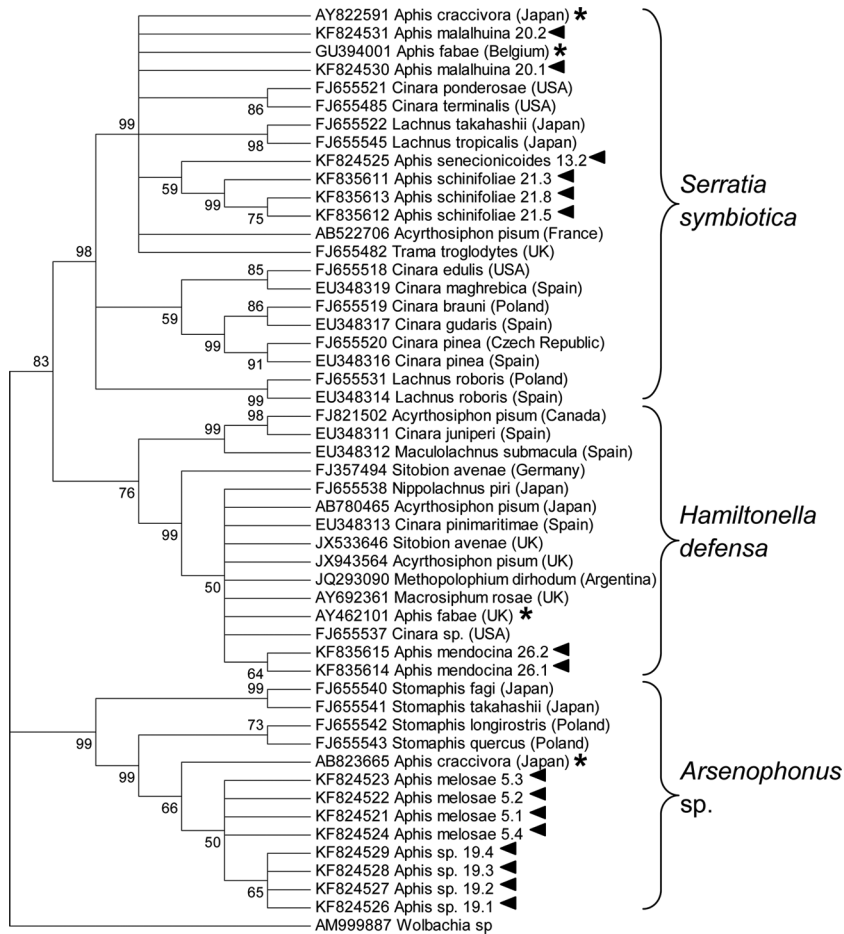 AY822591 Aphis craccivora (Japan) *
KF824531 Aphis malalhuina 20.2
GU394001 Aphis fabae (Belgium) *
KF824530 Aphis malalhuina 20.1
FJ655521 Cinara ponderosae (USA)
86
FJ655485 Cinara terminalis (USA)
99
FJ655522 Lachnus takahashii (Japan)
98
FJ655545 Lachnus tropicalis (Japan)
KF824525 Aphis senecionicoides 13.2
59
KF835611 Aphis schinifoliae 21.3
99
KF835613 Aphis schinifoliae 21.8
75
KF835612 Aphis schinifoliae 21.5
Serratia
symbiotica
AB522706 Acyrthosiphon pisum (France)
98
FJ655482 Trama troglodytes (UK)
85
FJ655518 Cinara edulis (USA)
EU348319 Cinara maghrebica (Spain)
59
86
FJ655519 Cinara brauni (Poland)
EU348317 Cinara gudaris (Spain)
99
FJ655520 Cinara pinea (Czech Republic)
91
EU348316 Cinara pinea (Spain)
83
FJ655531 Lachnus roboris (Poland)
99
EU348314 Lachnus roboris (Spain)
98
FJ821502 Acyrthosiphon pisum (Canada)
99
EU348311 Cinara juniperi (Spain)
EU348312 Maculolachnus submacula (Spain)
FJ357494 Sitobion avenae (Germany)
76
FJ655538 Nippolachnus piri (Japan)
AB780465 Acyrthosiphon pisum (Japan)
EU348313 Cinara pinimaritimae (Spain)
99
JX533646 Sitobion avenae (UK)
Hamiltonella
defensa
JX943564 Acyrthosiphon pisum (UK)
JQ293090 Methopolophium dirhodum (Argentina)
50
AY692361 Macrosiphum rosae (UK)
AY462101 Aphis fabae (UK) *
FJ655537 Cinara sp. (USA)
KF835615 Aphis mendocina 26.2
64
KF835614 Aphis mendocina 26.1
99
FJ655540 Stomaphis fagi (Japan)
FJ655541 Stomaphis takahashii (Japan)
73
FJ655542 Stomaphis longirostris (Poland)
99
FJ655543 Stomaphis quercus (Poland)
AB823665 Aphis craccivora (Japan) *
99
KF824523 Aphis melosae 5.3
KF824522 Aphis melosae 5.2
66
KF824521 Aphis melosae 5.1
Arsenophonus
sp.
KF824524 Aphis melosae 5.4
50
KF824529 Aphis sp. 19.4
KF824528 Aphis sp. 19.3
65
KF824527 Aphis sp. 19.2
KF824526 Aphis sp. 19.1
AM999887 Wolbachia sp